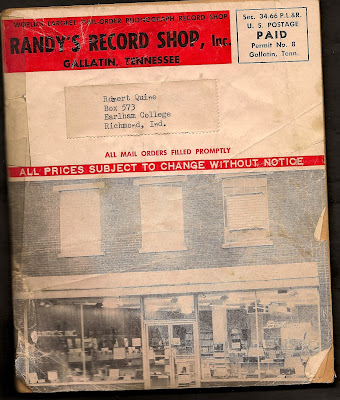 WORLD'S LARGEST MAIL-ORDER PHONOGRAPH RECORD SHOP
RANDY'S RECORD SHOP, Inc.
GALLATIN, TENNESSEE
Sec. 34.66 P.L.&R.
U. S. POSTAGE
PAID
Permit No. 8
Gallatin, Tenn.
Robert Quine
Box 573
Earlham College
Richmond, Ind.
ALL MAIL ORDERS FILLED PROMPTLY
ALL PRICES SUBJECT TO CHANGE WITHOUT NOTICE